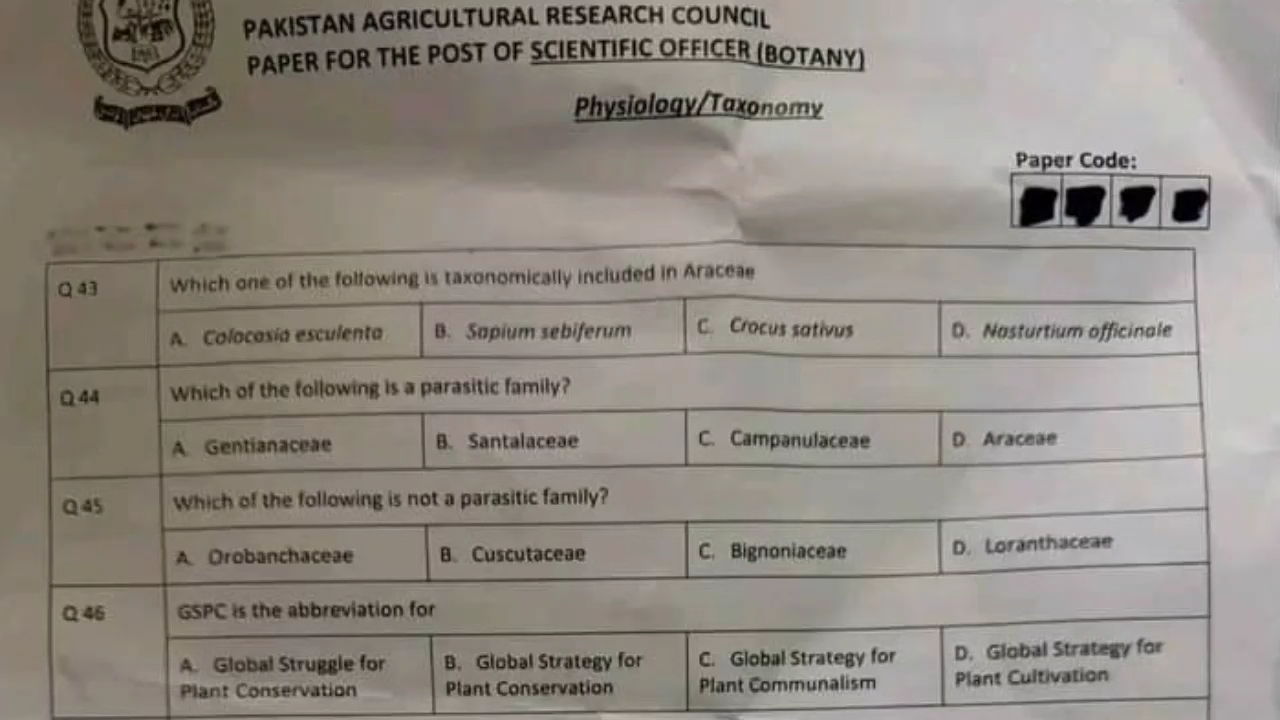 PAKISTAN AGRICULTURAL RESEARCH COUNCIL
PAPER FOR THE POST OF SCIENTIFIC OFFICER (BOTANY)
Physiology/Taxonomy
Paper Code:
Q 43 Which one of the following is taxonomically included in Araceae
A. Colocasia esculenta B. Sapium sebiferum C. Crocus sativus D. Nasturtium officinale
Q 44 Which of the following is a parasitic family?
A. Gentianaceae B. Santalaceae C. Campanulaceae D. Araceae
Q 45 Which of the following is not a parasitic family?
A. Orobanchaceae B. Cuscutaceae C. Bignoniaceae D. Loranthaceae
Q 46 GSPC is the abbreviation for
A. Global Struggle for Plant Conservation
B. Global Strategy for Plant Conservation
C. Global Strategy for Plant Communalism
D. Global Strategy for Plant Cultivation